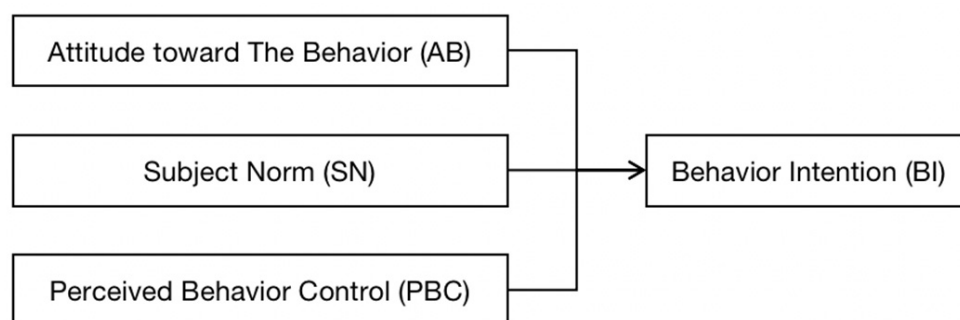 Attitude toward The Behavior (AB)
Subject Norm (SN)
Behavior Intention (BI)
Perceived Behavior Control (PBC)